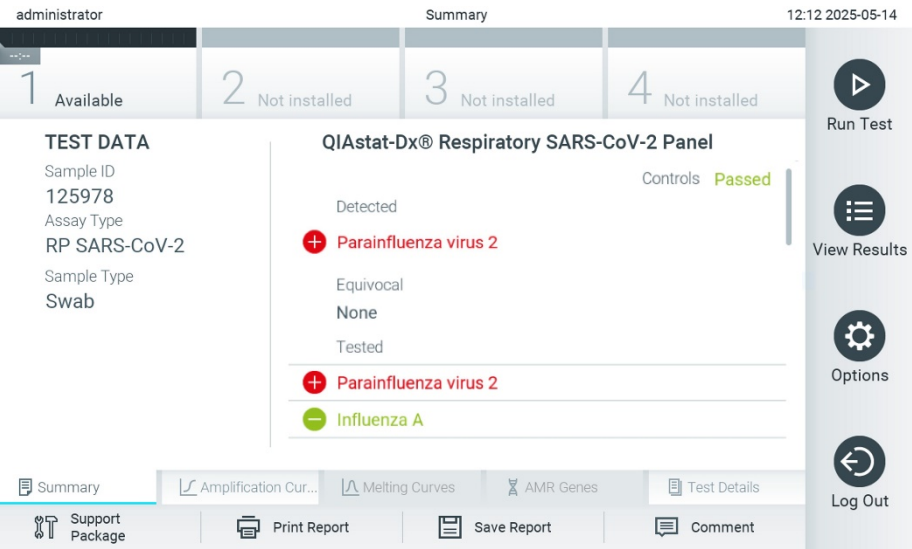 administrator Summary 12:12 2025-05-14
--:--
1 Available
2 Not installed
3 Not installed
4 Not installed
Run Test
View Results
Options
Log Out
TEST DATA
Sample ID
125978
Assay Type
RP SARS-CoV-2
Sample Type
Swab
QIAstat-Dx® Respiratory SARS-CoV-2 Panel
Controls Passed
Detected
Parainfluenza virus 2
Equivocal
None
Tested
Parainfluenza virus 2
Influenza A
Summary
Amplification Cur...
Melting Curves
AMR Genes
Test Details
Support
Package
Print Report
Save Report
Comment